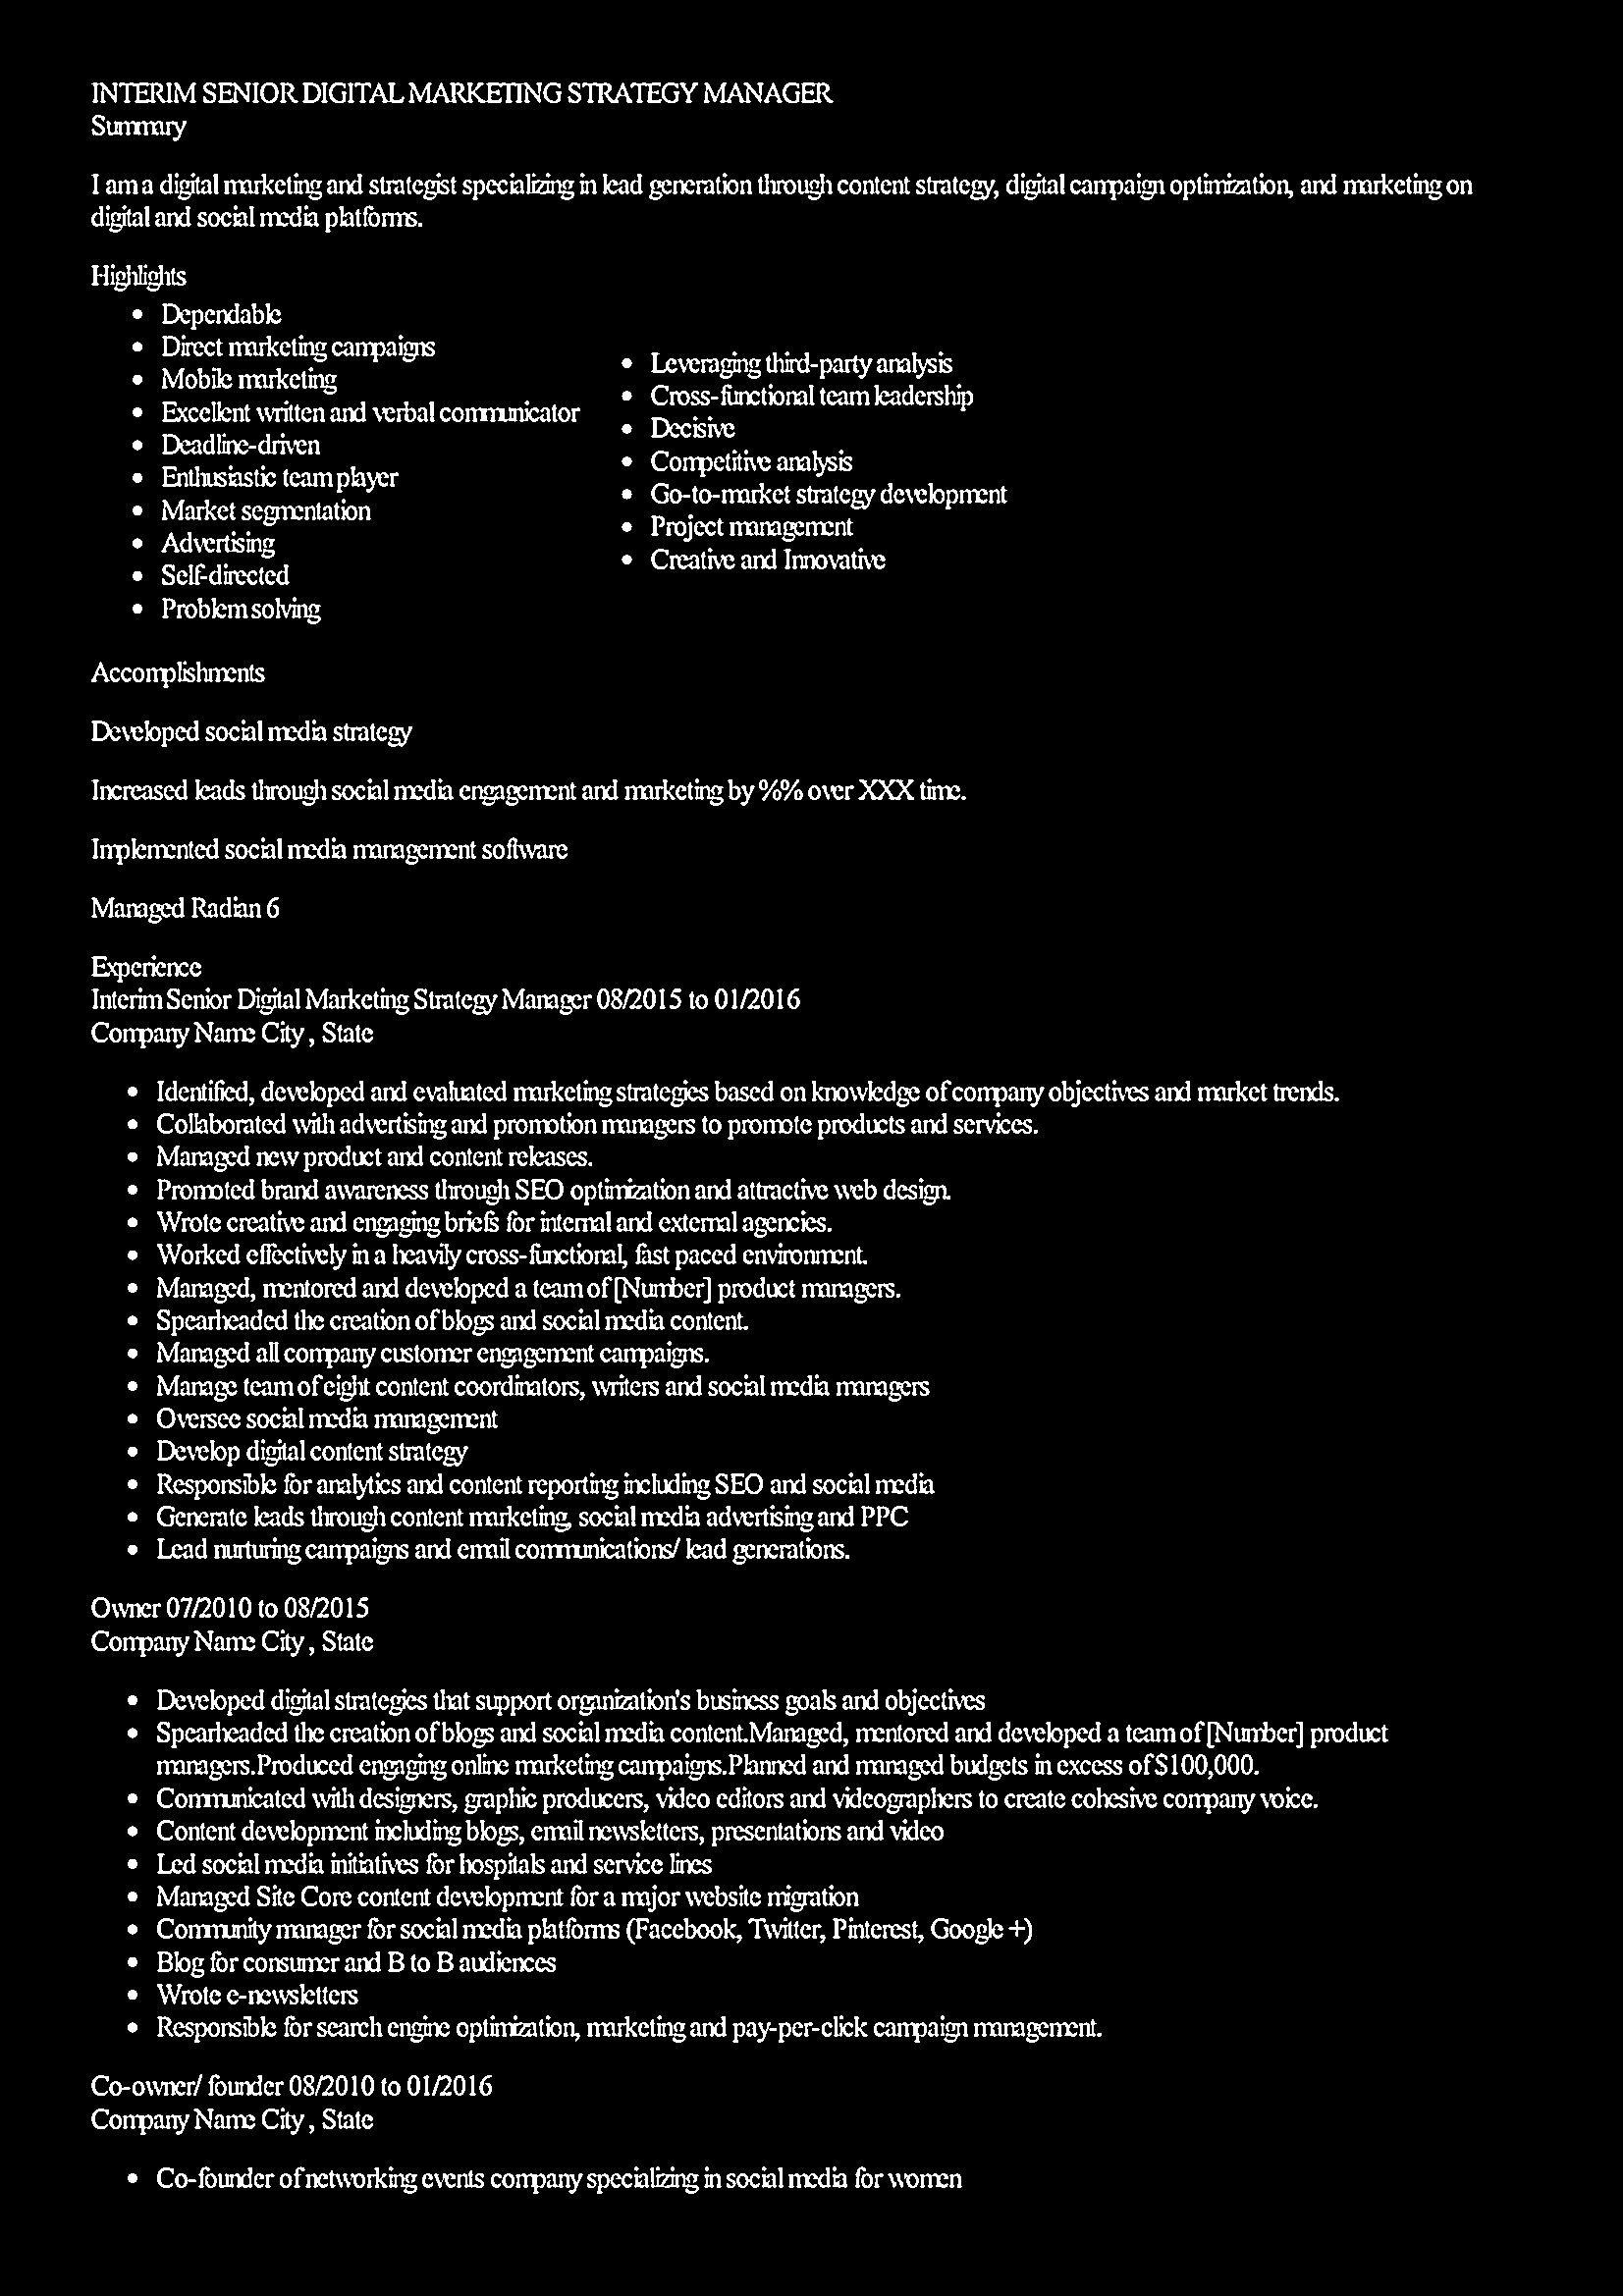 INTERIM SENIOR DIGITAL MARKETING STRATEGY MANAGER
Summary
I am a digital marketing and strategist specializing in lead generation through content strategy, digital campaign optimization, and marketing on
digital and social media platforms.
Highlights
• Dependable
• Direct marketing campaigns
• Mobile marketing
• Excellent written and verbal communicator
• Deadline-driven
• Enthusiastic team player
• Market segmentation
• Advertising
• Self-directed
• Problem solving
• Leveraging third-party analysis
• Cross-functional team leadership
• Decisive
• Competitive analysis
• Go-to-market strategy development
• Project management
• Creative and Innovative
Accomplishments
Developed social media strategy
Increased leads through social media engagement and marketing by %% over XXX time.
Implemented social media management software
Managed Radian 6
Experience
Interim Senior Digital Marketing Strategy Manager 08/2015 to 01/2016
Company Name City , State
• Identified, developed and evaluated marketing strategies based on knowledge of company objectives and market trends.
• Collaborated with advertising and promotion managers to promote products and services.
• Managed new product and content releases.
• Promoted brand awareness through SEO optimization and attractive web design.
• Wrote creative and engaging briefs for internal and external agencies.
• Worked effectively in a heavily cross-functional, fast paced environment.
• Managed, mentored and developed a team of [Number] product managers.
• Spearheaded the creation of blogs and social media content.
• Managed all company customer engagement campaigns.
• Manage team of eight content coordinators, writers and social media managers
• Oversee social media management
• Develop digital content strategy
• Responsible for analytics and content reporting including SEO and social media
• Generate leads through content marketing, social media advertising and PPC
• Lead nurturing campaigns and email communications/ lead generations.
Owner 07/2010 to 08/2015
Company Name City , State
• Developed digital strategies that support organization's business goals and objectives
• Spearheaded the creation of blogs and social media content.Managed, mentored and developed a team of [Number] product
managers.Produced engaging online marketing campaigns.Planned and managed budgets in excess of $100,000.
• Communicated with designers, graphic producers, video editors and videographers to create cohesive company voice.
• Content development including blogs, email newsletters, presentations and video
• Led social media initiatives for hospitals and service lines
• Managed Site Core content development for a major website migration
• Community manager for social media platforms (Facebook, Twitter, Pinterest, Google +)
• Blog for consumer and B to B audiences
• Wrote e-newsletters
• Responsible for search engine optimization, marketing and pay-per-click campaign management.
Co-owner/ founder 08/2010 to 01/2016
Company Name City , State
• Co-founder of networking events company specializing in social media for women